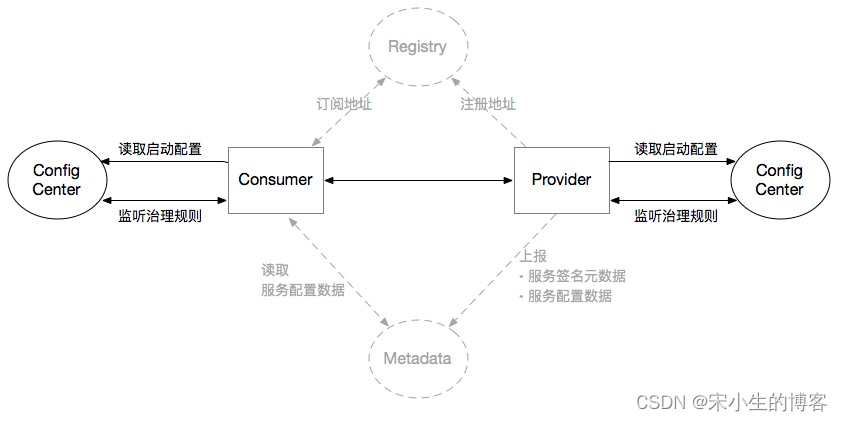 Registry
订阅地址
注册地址
读取启动配置
读取启动配置
Config
Center
Consumer
Provider
Config
Center
监听治理规则
监听治理规则
读取
服务配置数据
上报
• 服务签名元数据
• 服务配置数据
Metadata
CSDN @宋小生的博客